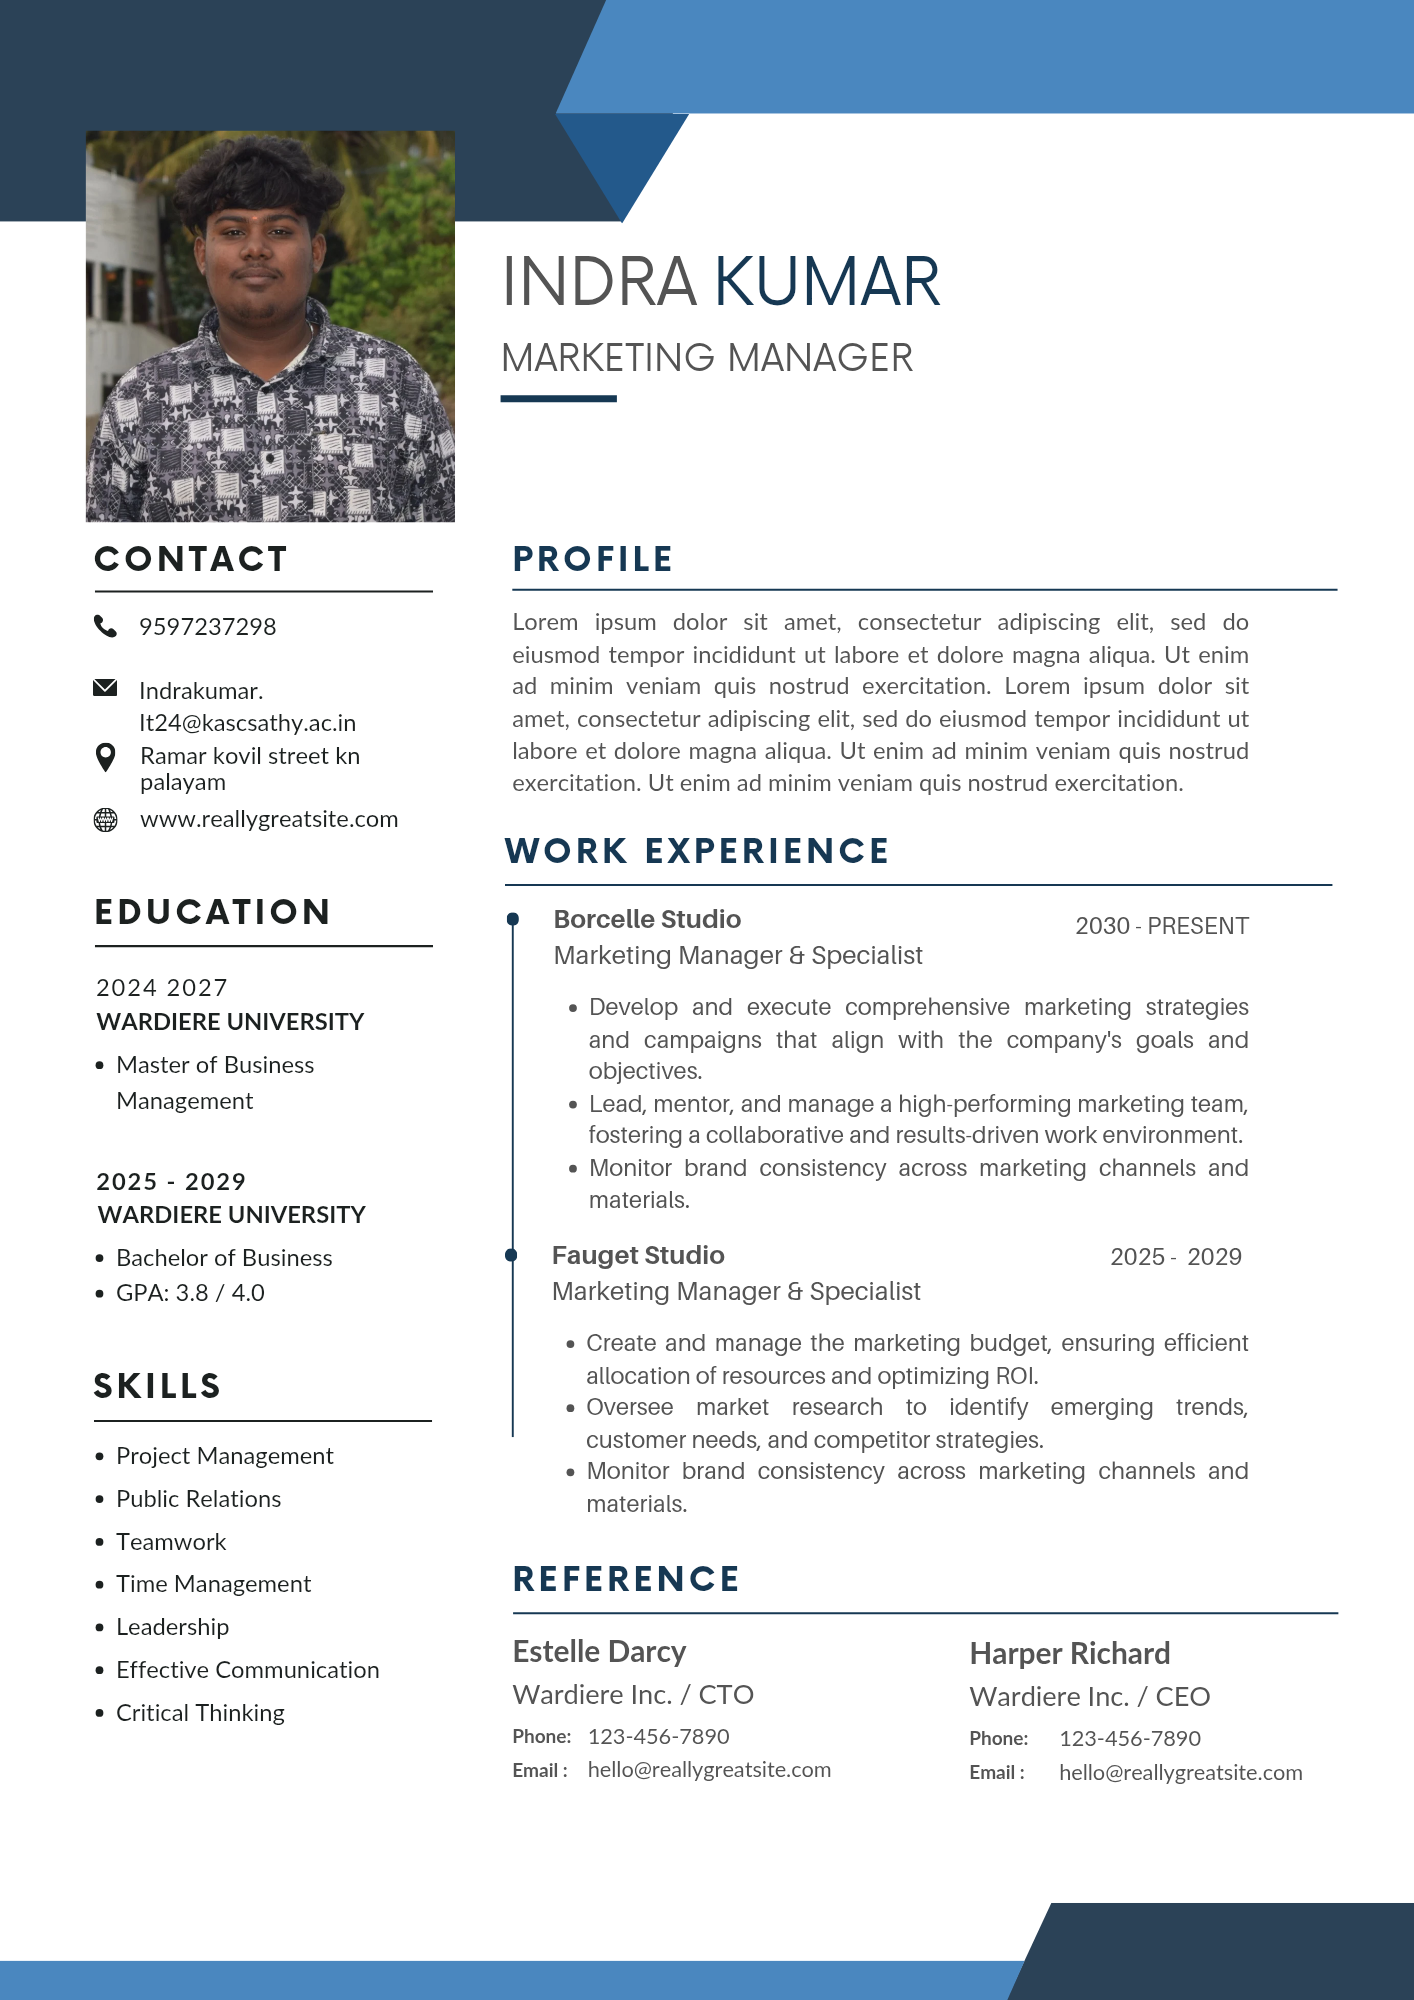 INDRA KUMAR
MARKETING MANAGER
CONTACT
9597237298
Indrakumar.
It24@kascsathy.ac.in
Ramar kovil street kn
palayam
www.reallygreatsite.com
EDUCATION
2024 2027
WARDIERE UNIVERSITY
• Master of Business
Management
2025 - 2029
WARDIERE UNIVERSITY
• Bachelor of Business
• GPA: 3.8 / 4.0
SKILLS
• Project Management
• Public Relations
• Teamwork
• Time Management
• Leadership
• Effective Communication
• Critical Thinking
PROFILE
Lorem ipsum dolor sit amet, consectetur adipiscing elit, sed do
eiusmod tempor incididunt ut labore et dolore magna aliqua. Ut enim
ad minim veniam quis nostrud exercitation. Lorem ipsum dolor sit
amet, consectetur adipiscing elit, sed do eiusmod tempor incididunt ut
labore et dolore magna aliqua. Ut enim ad minim veniam quis nostrud
exercitation. Ut enim ad minim veniam quis nostrud exercitation.
WORK EXPERIENCE
Borcelle Studio
2030 - PRESENT
Marketing Manager & Specialist
• Develop and execute comprehensive marketing strategies
and campaigns that align with the company's goals and
objectives.
• Lead, mentor, and manage a high-performing marketing team,
fostering a collaborative and results-driven work environment.
• Monitor brand consistency across marketing channels and
materials.
Fauget Studio
2025 - 2029
Marketing Manager & Specialist
• Create and manage the marketing budget, ensuring efficient
allocation of resources and optimizing ROI.
• Oversee market research to identify emerging trends,
customer needs, and competitor strategies.
• Monitor brand consistency across marketing channels and
materials.
REFERENCE
Estelle Darcy
Wardiere Inc. / CTO
Phone: 123-456-7890
Email : hello@reallygreatsite.com
Harper Richard
Wardiere Inc. / CEO
Phone: 123-456-7890
Email : hello@reallygreatsite.com